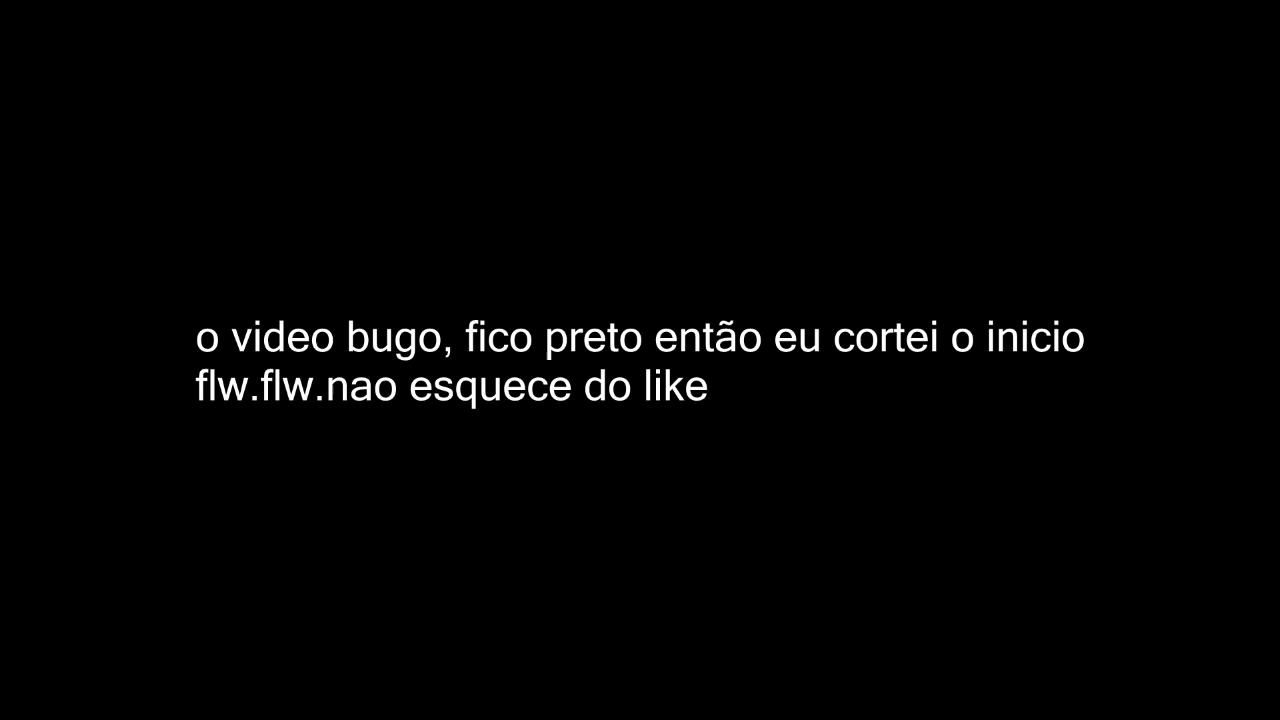 o video bugo, fico preto então eu cortei o inicio
flw.flw.nao esquece do like